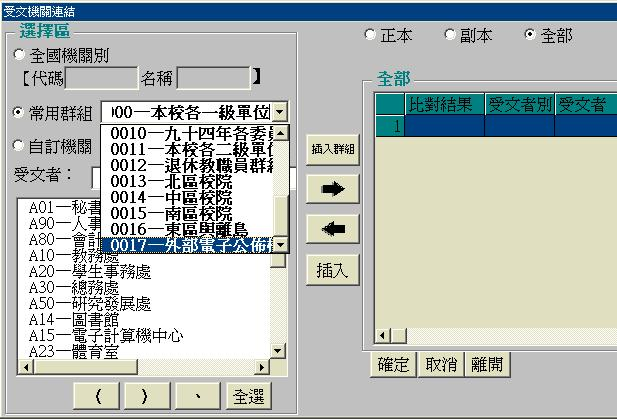 受文機關連結
選擇區
全國機關別
【代碼 名稱 】
常用群組 00一本校各一級單位
自訂機關
受文者：
0010一九十四年各委員
0011一本校各二級單位
0012一退休教職員群組
0013一北區校院
0014一中區校院
0015一南區校院
0016一東區與離島
0017一外部電子公佈欄
A01一秘書
A90一人事
A80一會計
A10一教務處
A20一學生事務處
A30一總務處
A50一研究發展處
A14一圖書館
A15一電子計算機中心
A23一體育室
（ ） 、 全選
插入群組
插入
正本 副本 全部
全部
比對結果 受文者別 受文者
1
確定 取消 離開